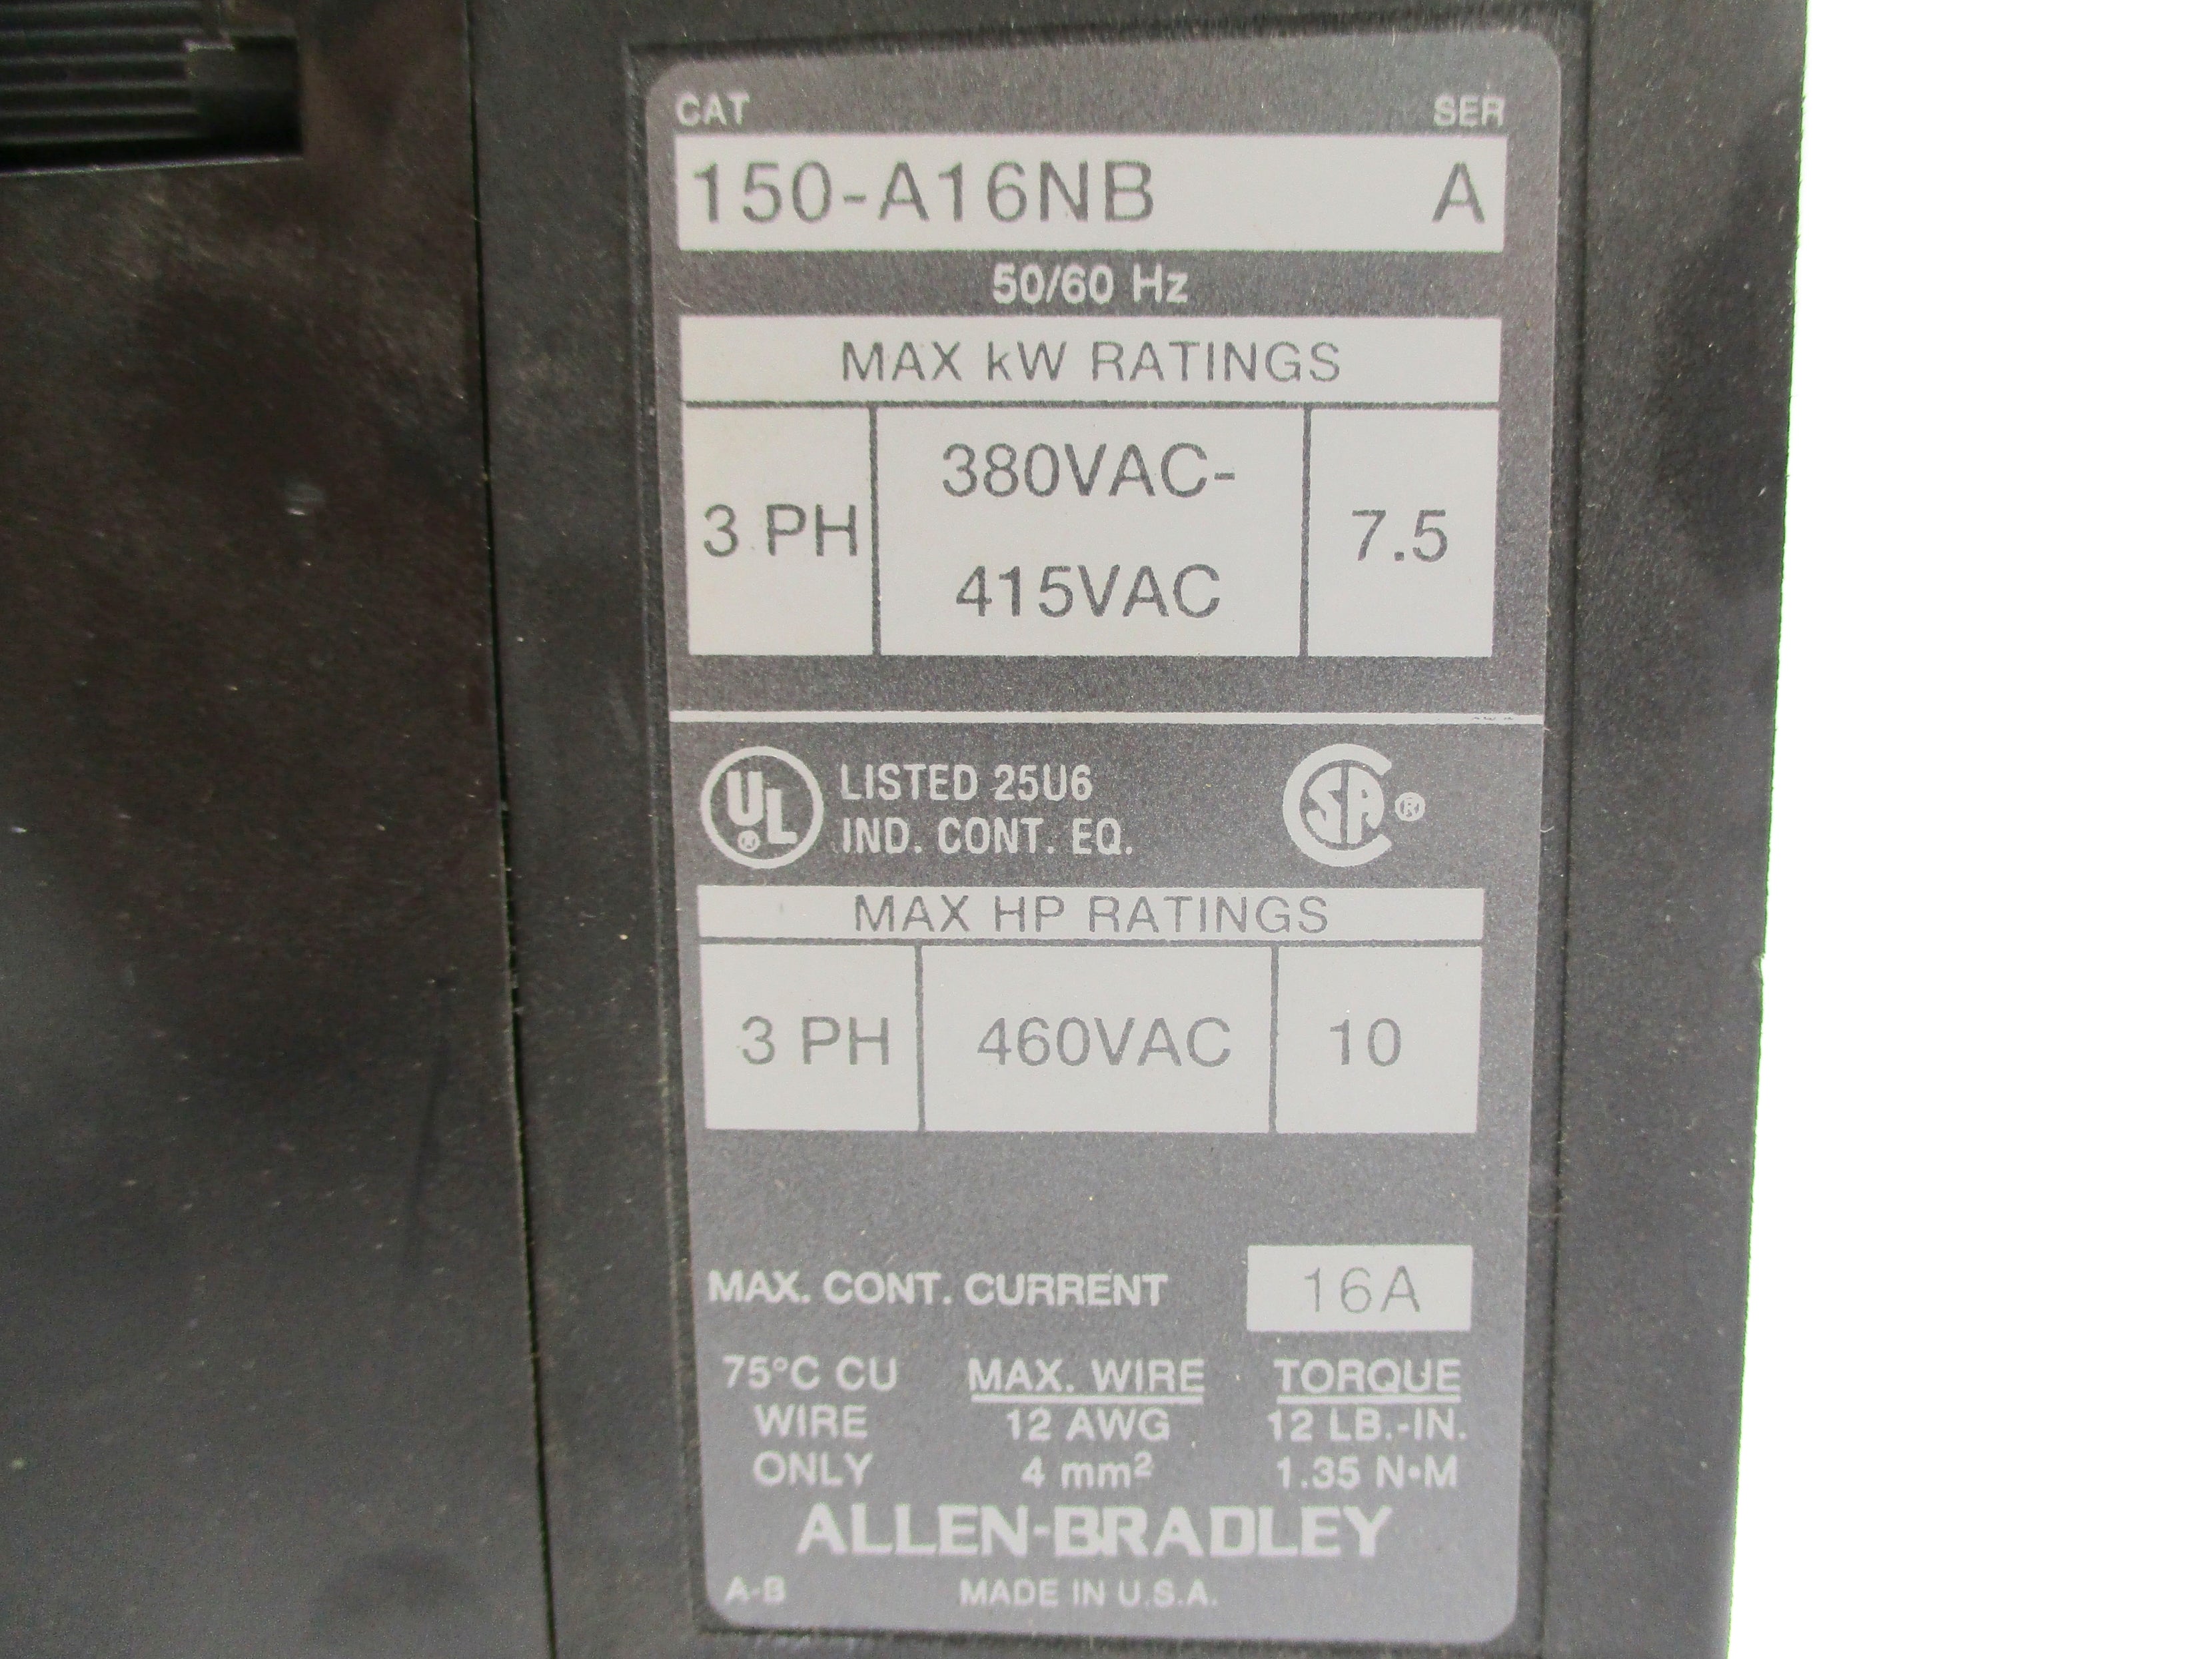 CAT SER
150-A16NB A
50/60 Hz
MAX kW RATINGS
3 PH 380VAC- 7.5
415VAC
UL® LISTED 25U6
IND. CONT. EQ.
SA®
MAX HP RATINGS
3 PH 460VAC 10
MAX. CONT. CURRENT 16A
75°C CU MAX. WIRE TORQUE
WIRE 12 AWG 12 LB.-IN.
ONLY 4 mm² 1.35 N•M
ALLEN-BRADLEY
A-B MADE IN U.S.A.